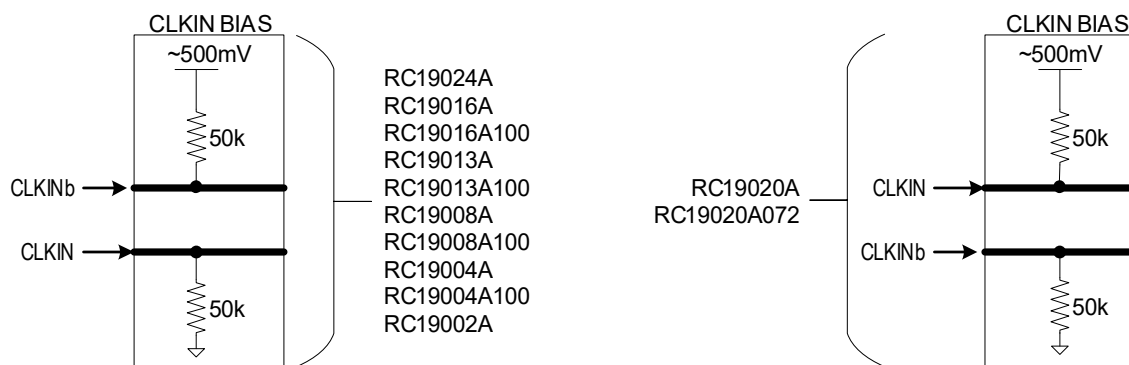 CLKIN BIAS
~500mV
50k
CLKINb
CLKIN
50k
RC19024A
RC19016A
RC19016A100
RC19013A
RC19013A100
RC19008A
RC19008A100
RC19004A
RC19004A100
RC19002A
RC19020A
RC19020A072
CLKIN BIAS
~500mV
50k
CLKIN
CLKINb
50k